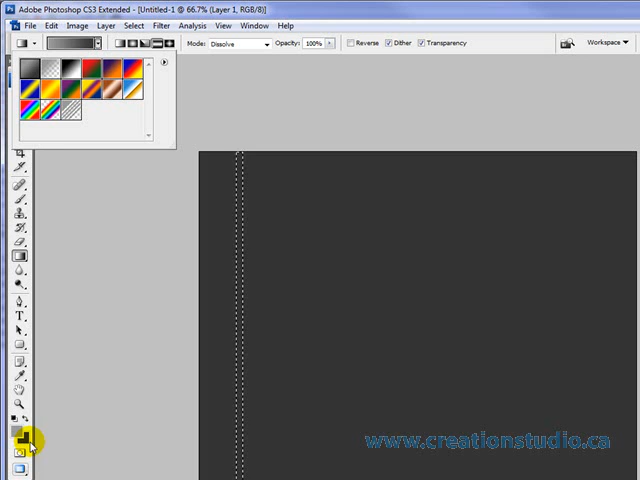 Adobe Photoshop CS3 Extended - [Untitled-1 @ 66.7% (Layer 1, RGB/8)]
Ps File Edit Image Layer Select Filter Analysis View Window Help
Mode: Dissolve Opacity: 100% Reverse Dither Transparency Workspace
T
www.creationstudio.ca